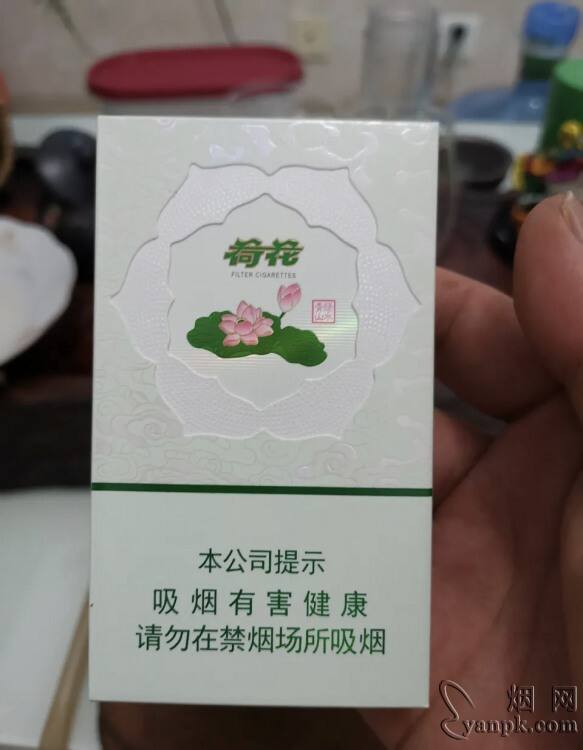 荷花
FILTER CIGARETTES
本公司提示
吸烟有害健康
请勿在禁烟场所吸烟
烟网
yanpk.com